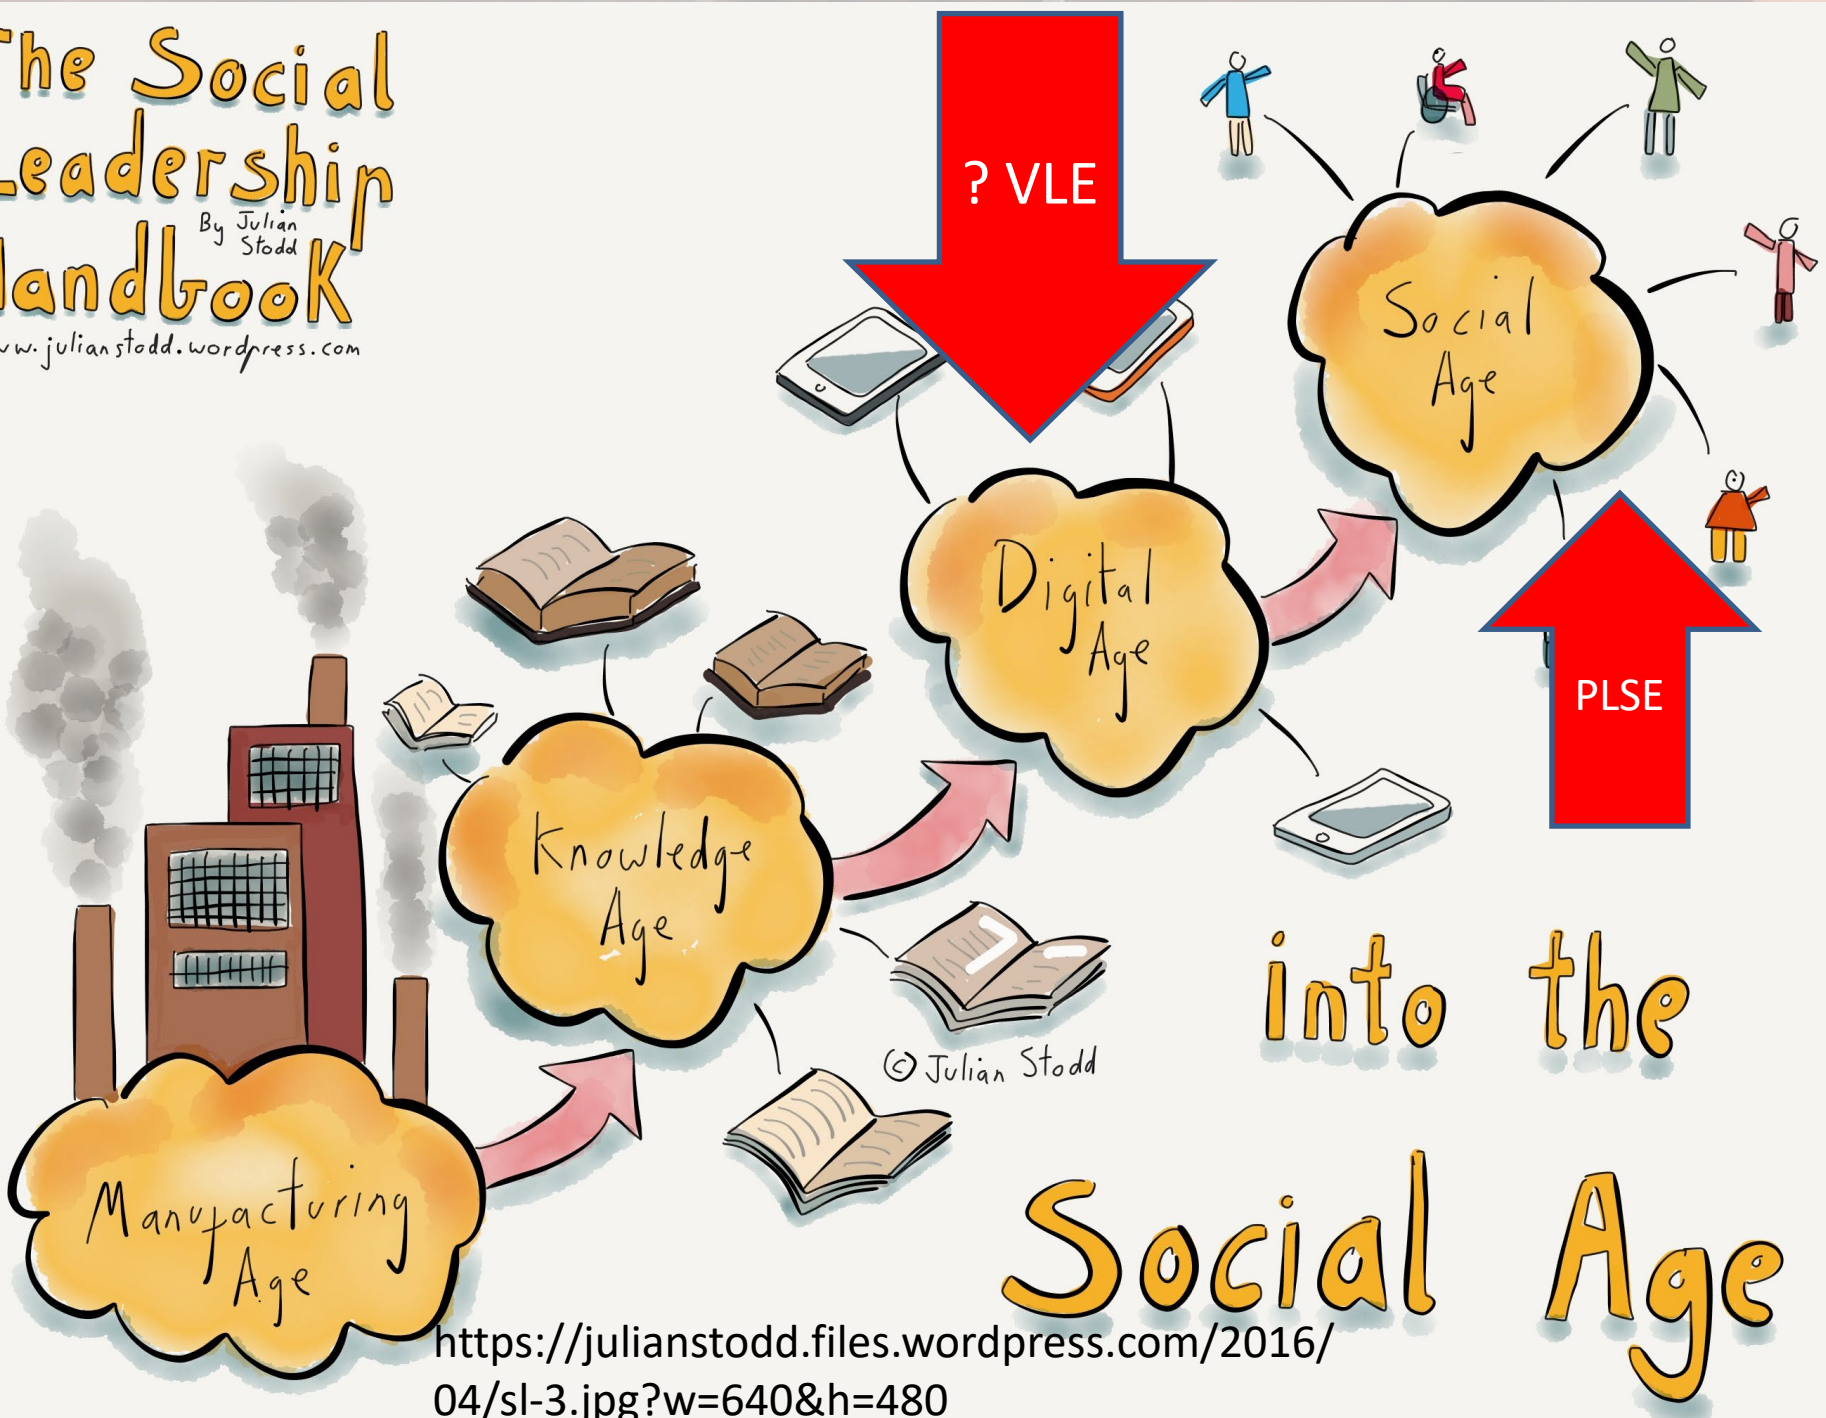 The Social
Leadership
By Julian
Stodd
Handbook
www.julianstodd.wordpress.com
? VLE
Social
Age
Digital
Age
PLSE
Knowledge
Age
© Julian Stodd
into the
Manufacturing
Age
Social Age
https://julianstodd.files.wordpress.com/2016/
04/sl-3.jpg?w=640&h=480